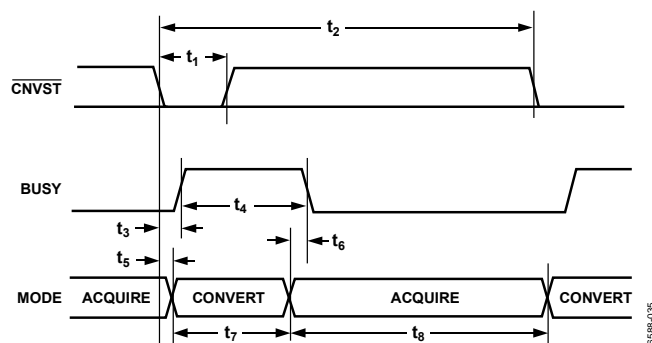 t2
t1
CNVST
BUSY
t4
t3
t6
t5
MODE ACQUIRE CONVERT ACQUIRE CONVERT
t7 t8